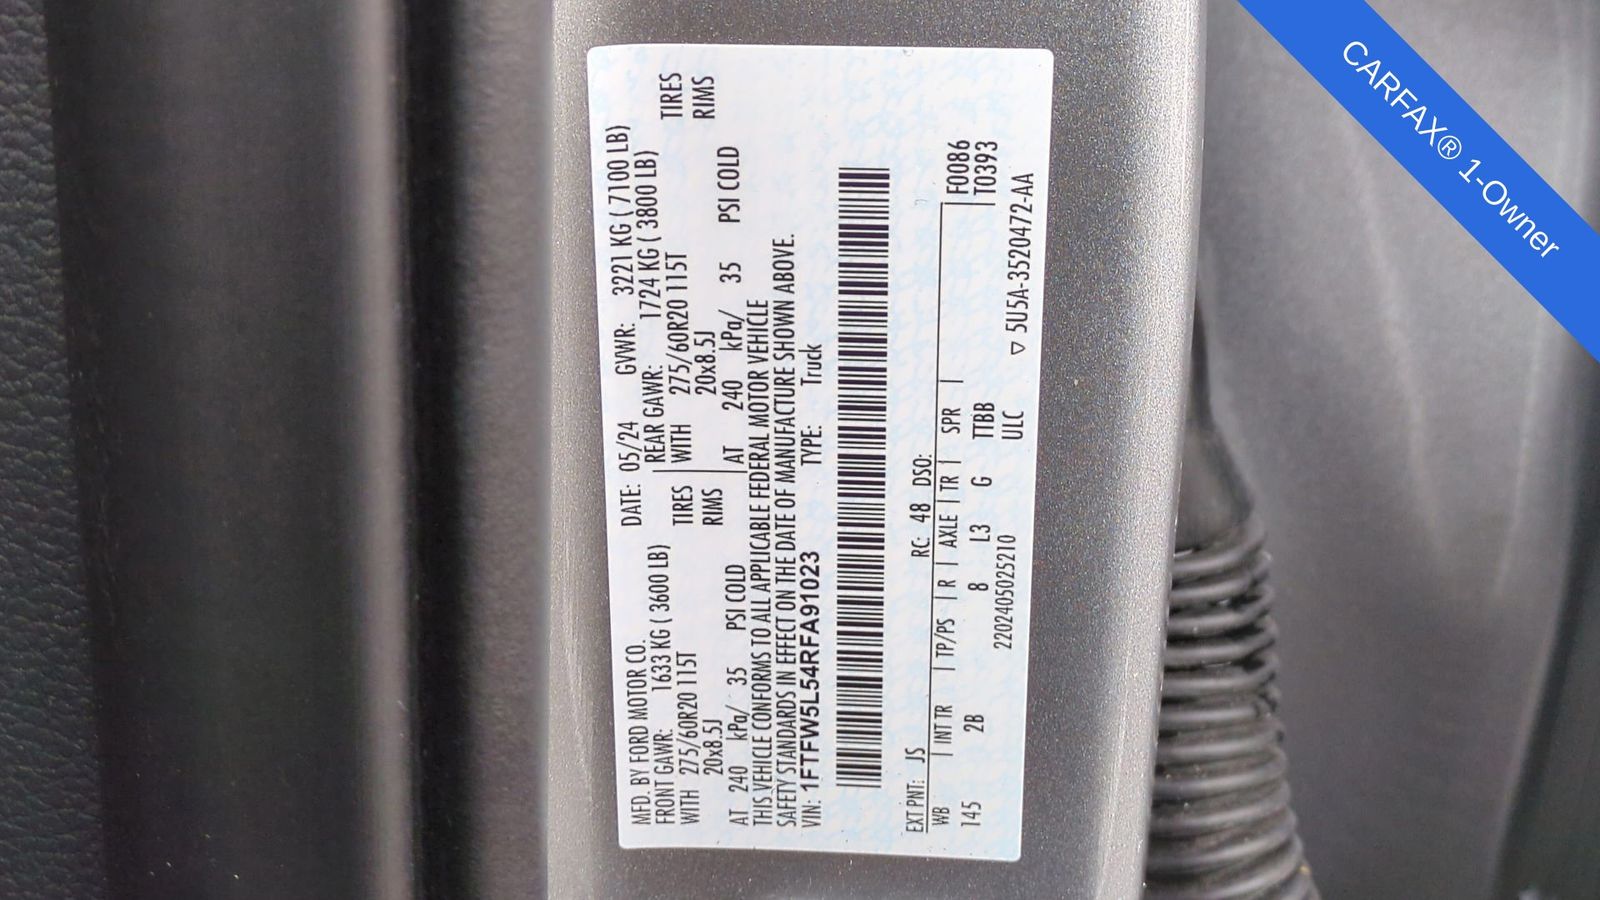 MFD. BY FORD MOTOR CO. DATE: 05/24 GVWR: 3221 KG ( 7100 LB)
FRONT GAWR: 1633 KG ( 3600 LB) REAR GAWR: 1724 KG ( 3800 LB)
WITH 275/60R20 115T TIRES WITH 275/60R20 115T TIRES
20x8.5J RIMS 20x8.5J RIMS
AT 240 kPa/ 35 PSI COLD AT 240 kPa/ 35 PSI COLD
THIS VEHICLE CONFORMS TO ALL APPLICABLE FEDERAL MOTOR VEHICLE
SAFETY STANDARDS IN EFFECT ON THE DATE OF MANUFACTURE SHOWN ABOVE.
VIN: 1FTFW5L54RFA91023 TYPE: Truck
EXT PNT: JS RC: 48 DSO:
WB | INT TR | TP/PS | R | AXLE | TR | SPR | F0086
145 2B 8 L3 G TTBB T0393
2202405025210 ULC
▽ 5U5A-3520472-AA
CARFAX® 1-Owner